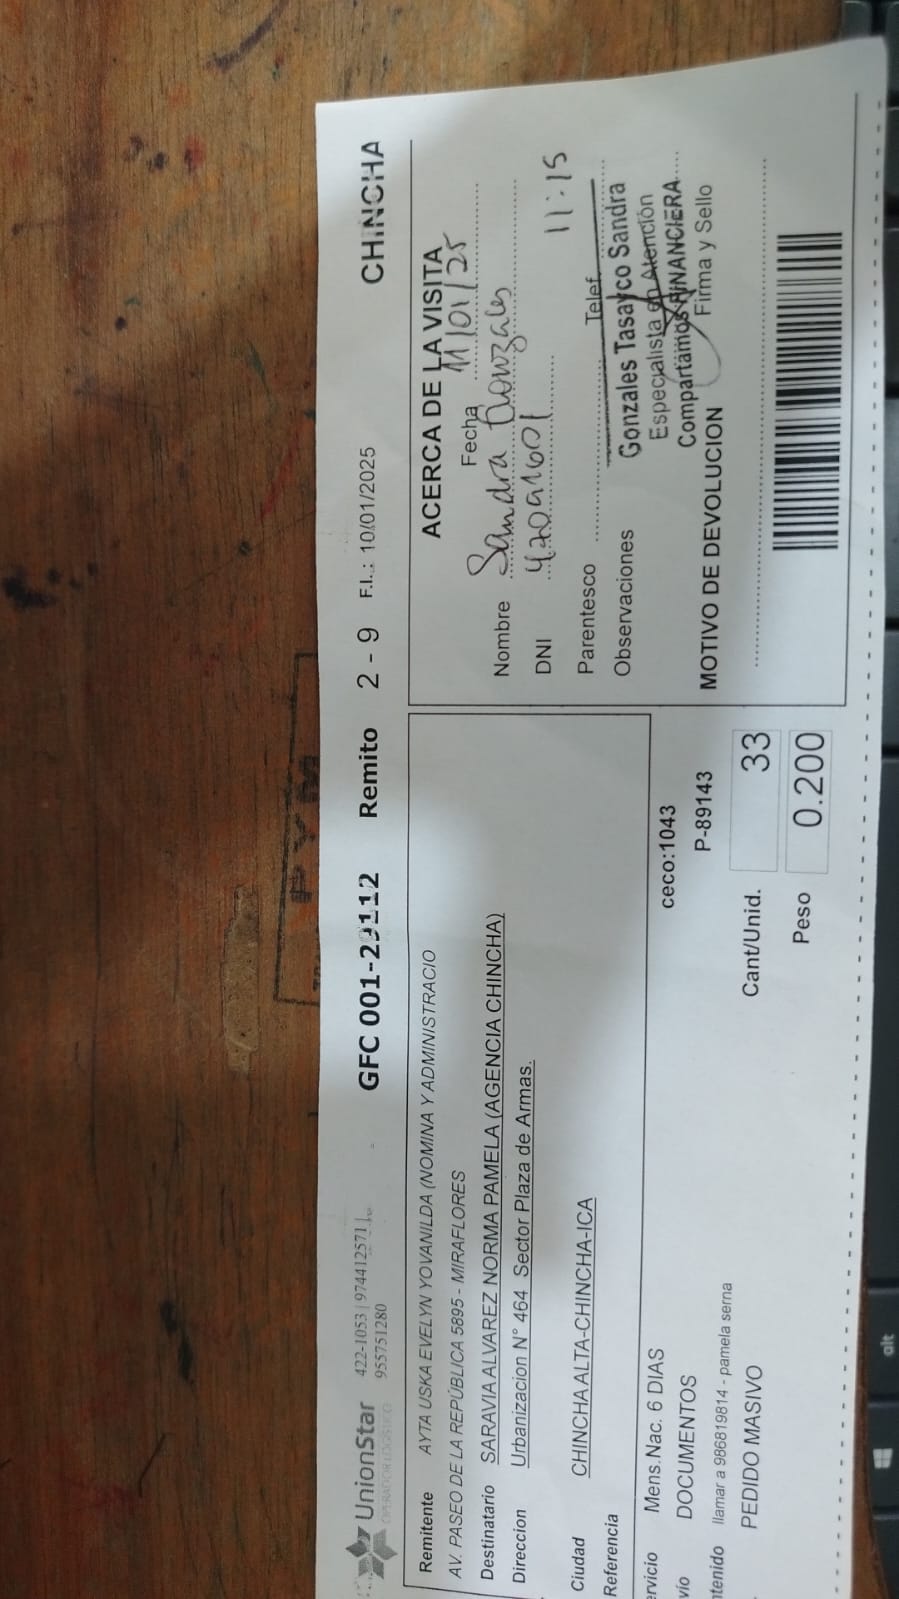 UnionStar
OPERADOR LOGISTICO
422-1053 | 974412571 |
955751280
GFC 001-29112 Remito 2 - 9 F.I.: 10/01/2025 CHINCHA
Remitente AYTA USKA EVELYN YOVANILDA (NOMINA Y ADMINISTRACIO
AV. PASEO DE LA REPÚBLICA 5895 - MIRAFLORES
Destinatario SARAVIA ALVAREZ NORMA PAMELA (AGENCIA CHINCHA)
Direccion Urbanizacion N° 464 Sector Plaza de Armas.
Ciudad CHINCHA ALTA-CHINCHA-ICA
Referencia
ervicio Mens.Nac. 6 DIAS ceco:1043
vío DOCUMENTOS P-89143
ntenido llamar a 986819814 - pamela serna
PEDIDO MASIVO
Cant/Unid. 33
Peso 0.200
ACERCA DE LA VISITA
Fecha 11/01/25
Nombre Sandra Gonzales
DNI 42091601 11:15
Parentesco Telef.
Observaciones Gonzales Tasayco Sandra
Especialista en Atención
Compartamos FINANCIERA
MOTIVO DE DEVOLUCION Firma y Sello
alt